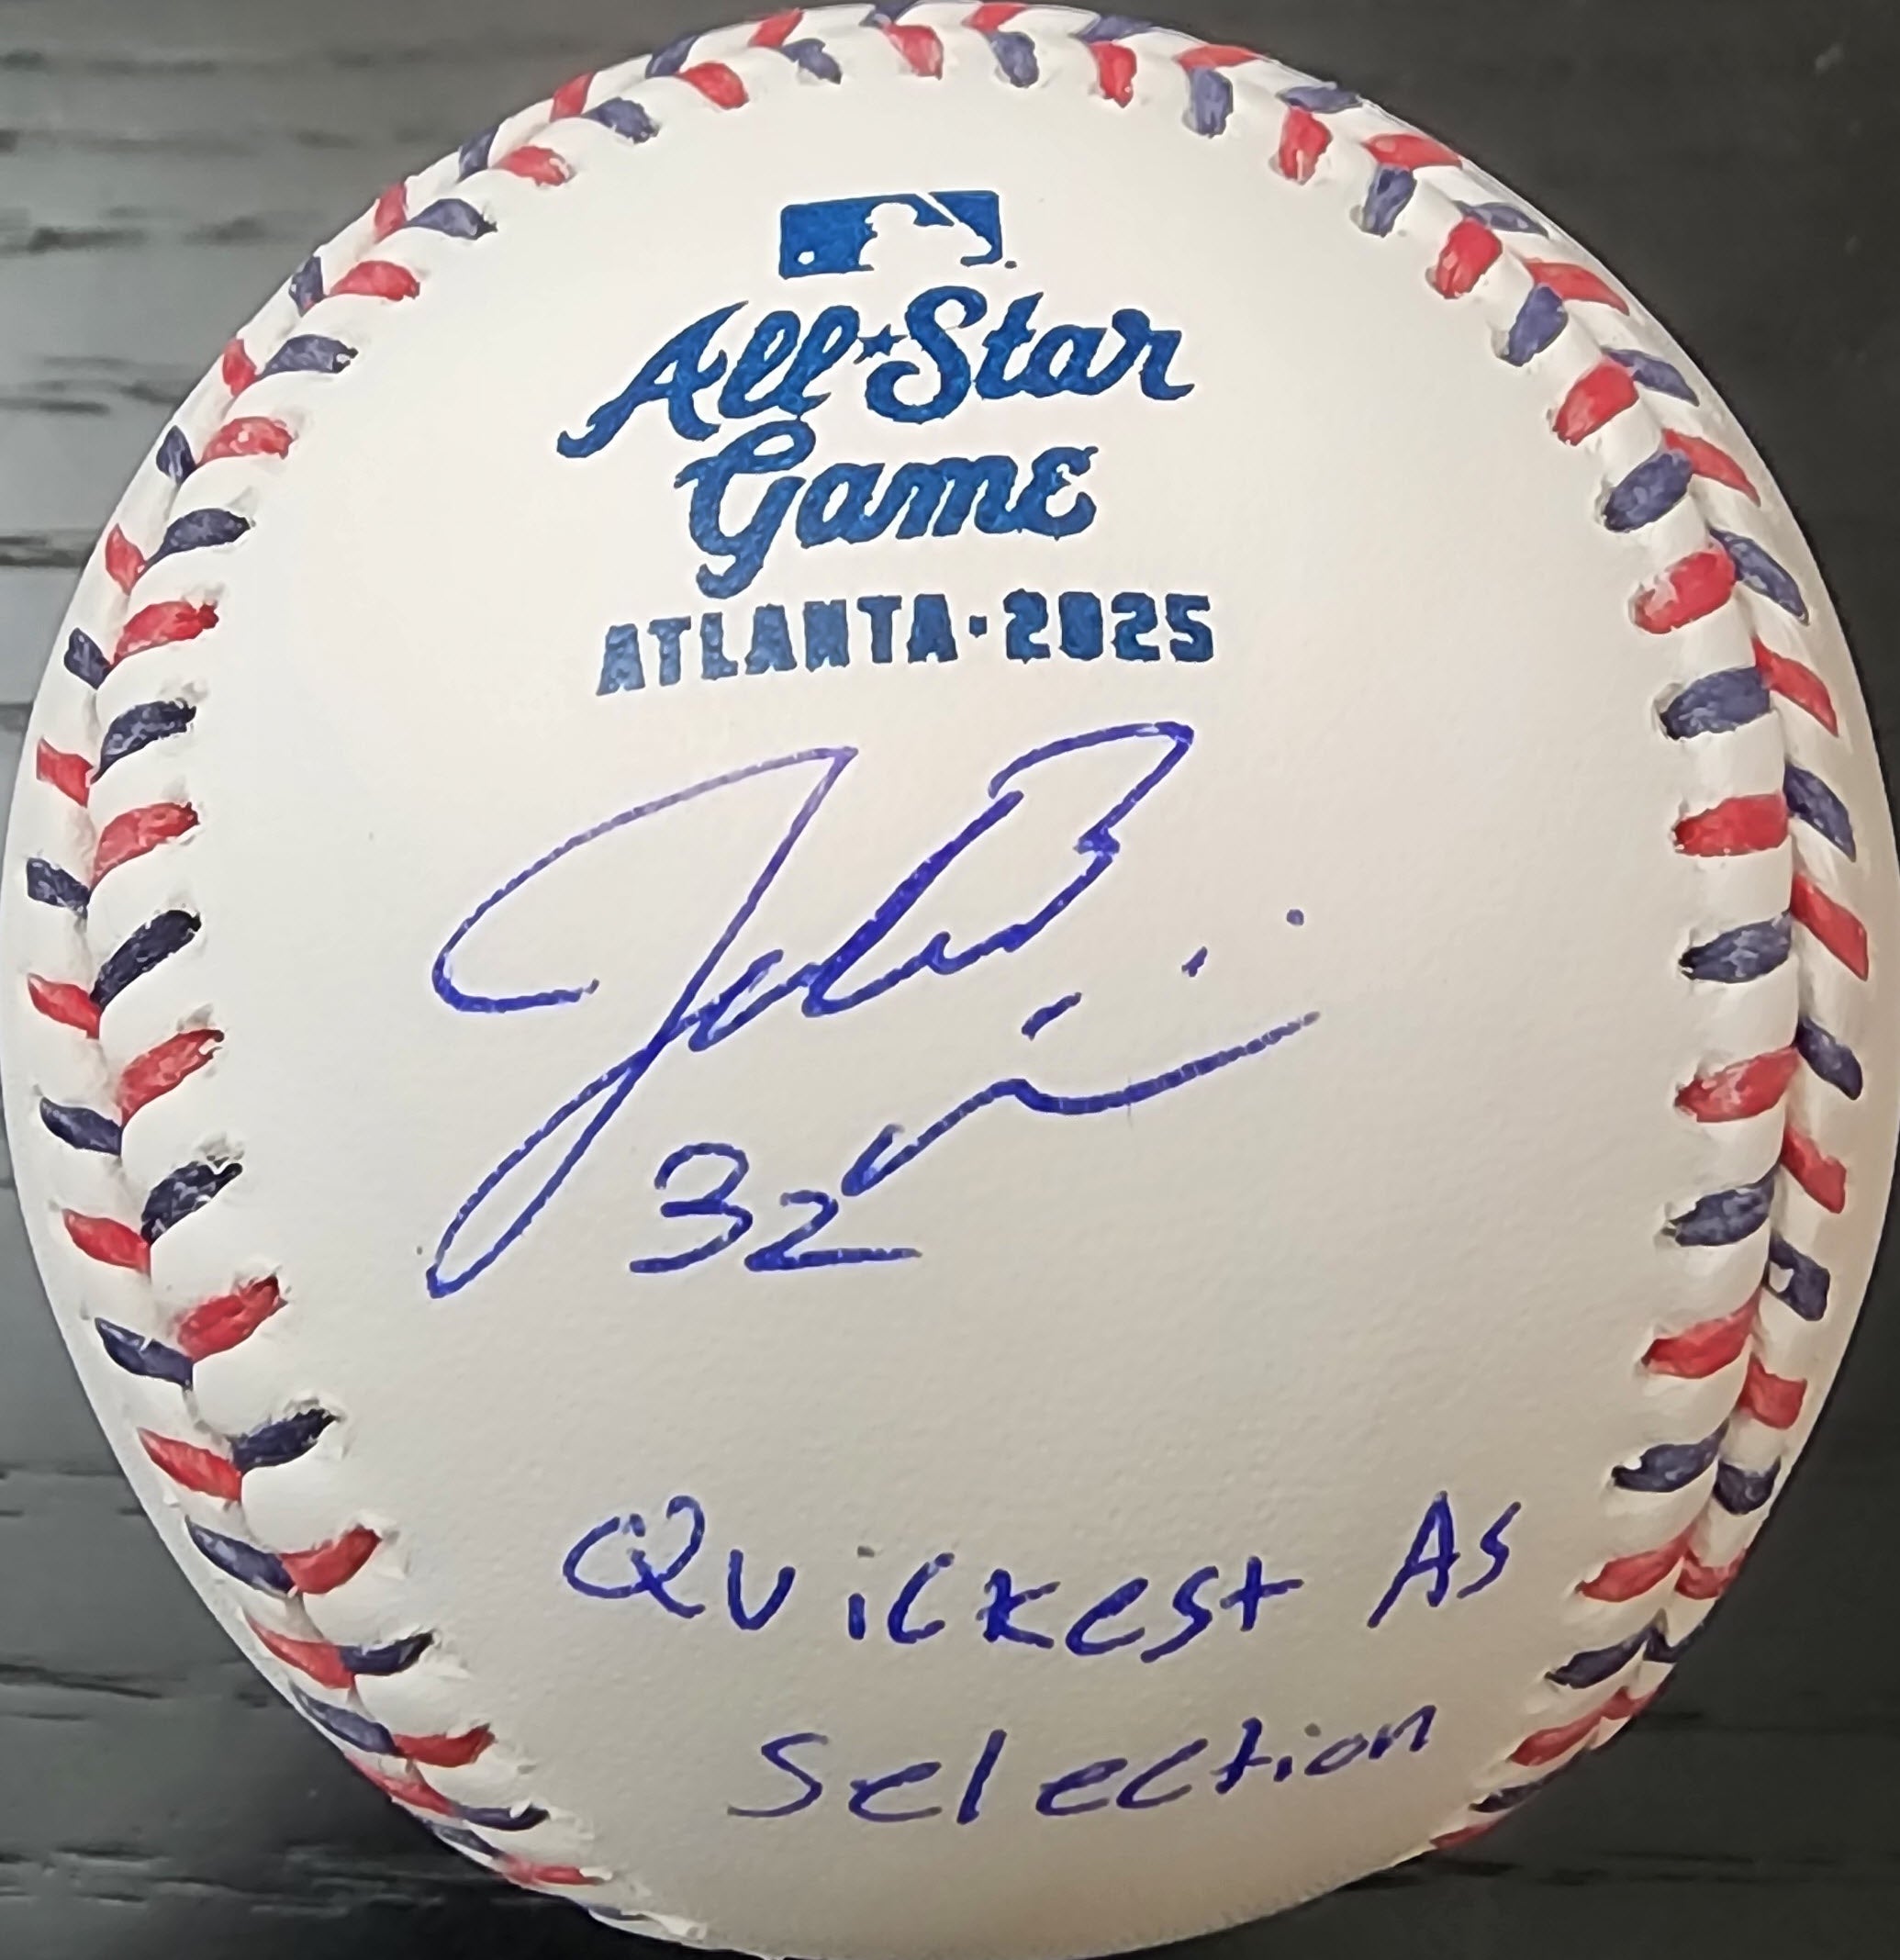 All★Star
Game
ATLANTA·2025
32
Quickest AS
Selection